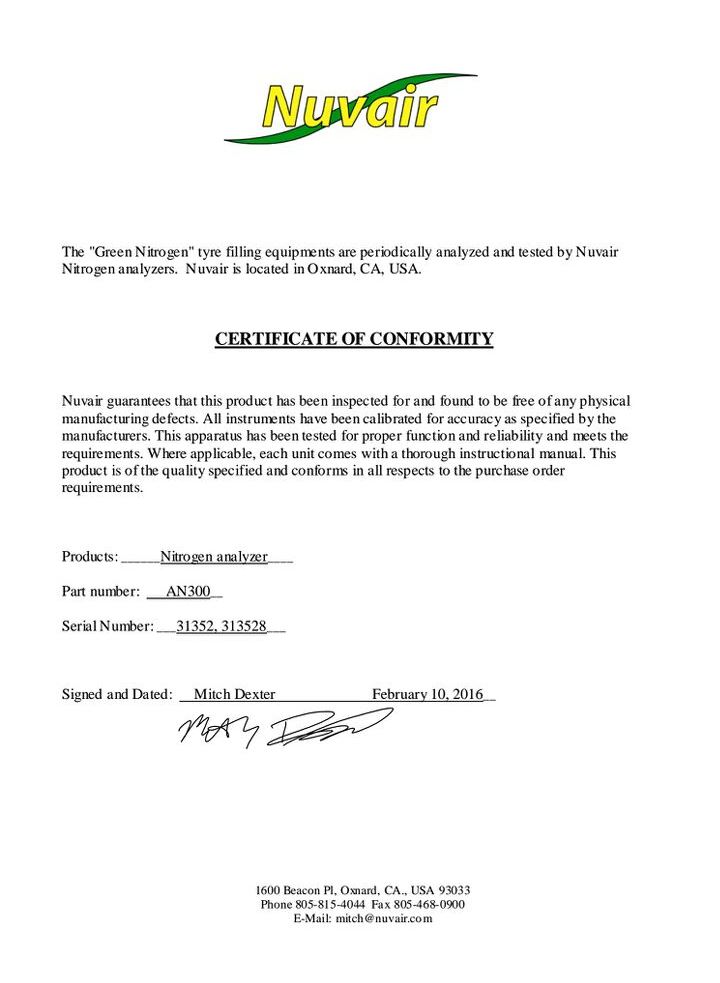 Nuvair
The "Green Nitrogen" tyre filling equipments are periodically analyzed and tested by Nuvair
Nitrogen analyzers. Nuvair is located in Oxnard, CA, USA.
CERTIFICATE OF CONFORMITY
Nuvair guarantees that this product has been inspected for and found to be free of any physical
manufacturing defects. All instruments have been calibrated for accuracy as specified by the
manufacturers. This apparatus has been tested for proper function and reliability and meets the
requirements. Where applicable, each unit comes with a thorough instructional manual. This
product is of the quality specified and conforms in all respects to the purchase order
requirements.
Products: ______Nitrogen analyzer____
Part number: ___AN300__
Serial Number: ___31352, 313528___
Signed and Dated: __Mitch Dexter February 10, 2016__
1600 Beacon Pl, Oxnard, CA., USA 93033
Phone 805-815-4044 Fax 805-468-0900
E-Mail: mitch@nuvair.com